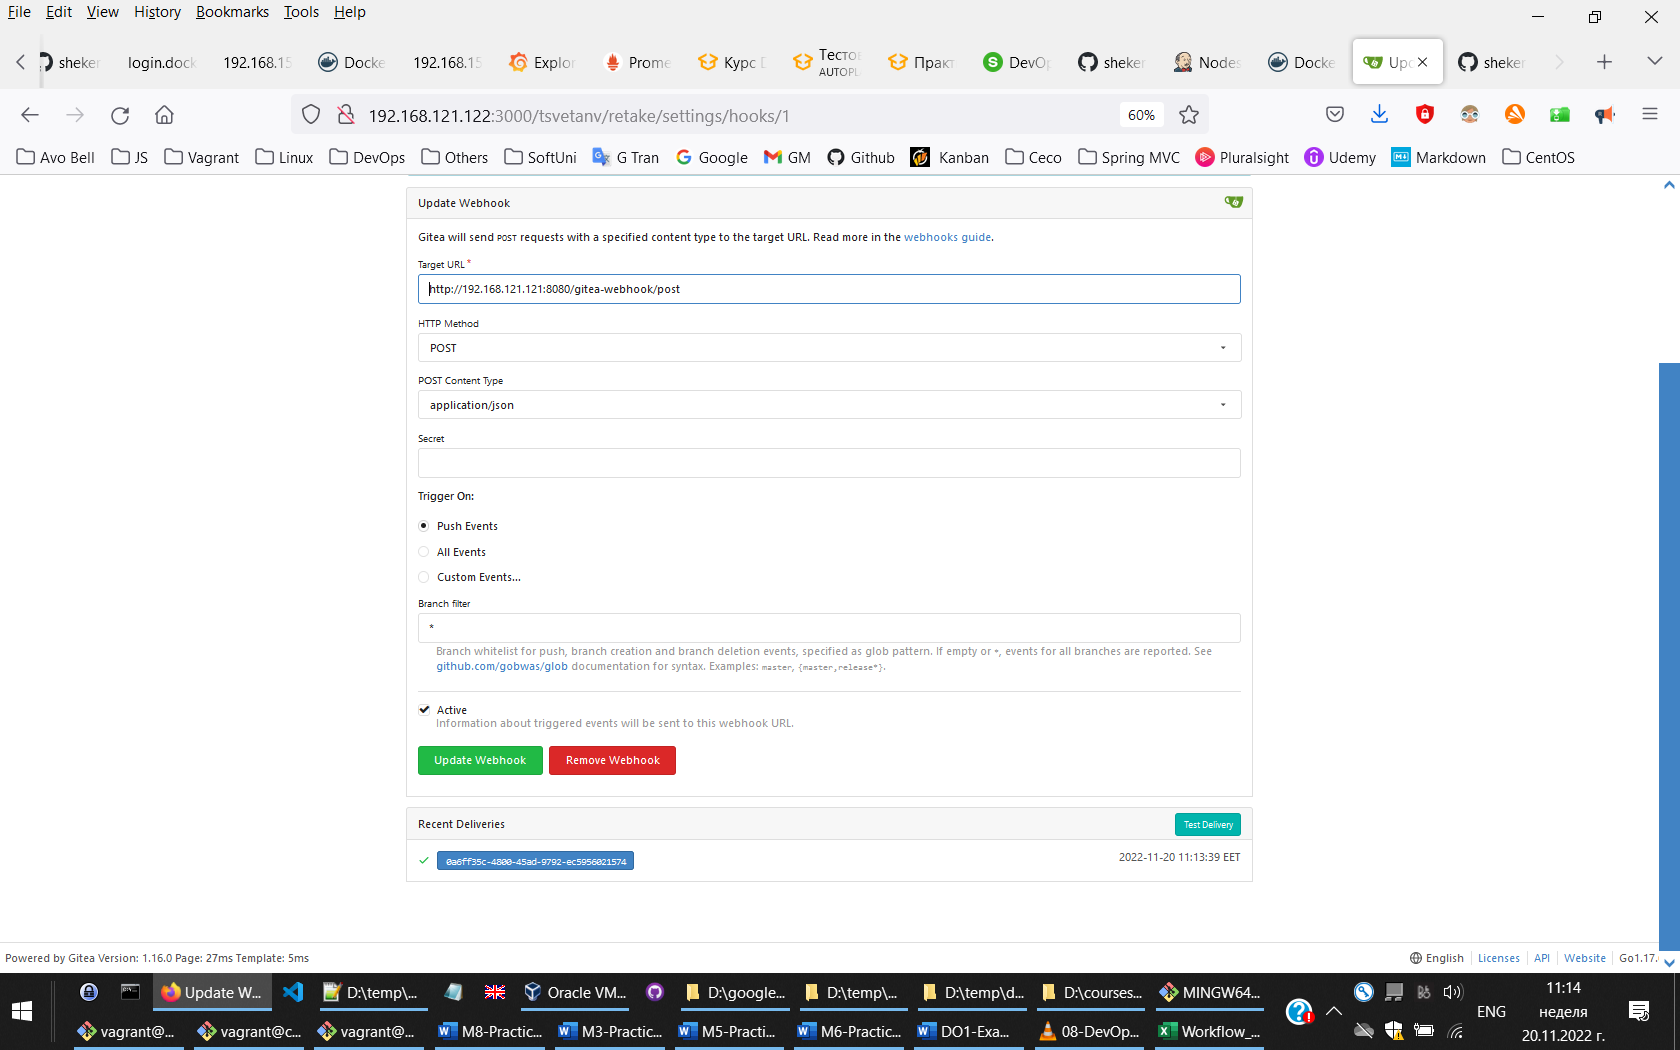 File Edit View History Bookmarks Tools Help
sheker login.dock 192.168.15 Docke 192.168.15 Explor Prome Курс Тестов Практ DevOp sheker Nodes Docke Upd sheker
AUTOPL
192.168.121.122:3000/tsvetanv/retake/settings/hooks/1 60%
Avo Bell JS Vagrant Linux DevOps Others SoftUni G Tran Google GM Github Kanban Ceco Spring MVC Pluralsight Udemy Markdown CentOS
Update Webhook
Gitea will send POST requests with a specified content type to the target URL. Read more in the webhooks guide.
Target URL *
http://192.168.121.121:8080/gitea-webhook/post
HTTP Method
POST
POST Content Type
application/json
Secret
Trigger On:
Push Events
All Events
Custom Events...
Branch filter
*
Branch whitelist for push, branch creation and branch deletion events, specified as glob pattern. If empty or *, events for all branches are reported. See
github.com/gobwas/glob documentation for syntax. Examples: master, {master,release*}.
Active
Information about triggered events will be sent to this webhook URL.
Update Webhook Remove Webhook
Recent Deliveries Test Delivery
0a6ff35c-4800-45ad-9792-ec5956021574 2022-11-20 11:13:39 EET
Powered by Gitea Version: 1.16.0 Page: 27ms Template: 5ms English Licenses API Website Go1.17.
Update W... D:\temp\... Oracle VM... D:\google... D:\temp\... D:\temp\d... D:\courses... MINGW64...
vagrant@... vagrant@c... vagrant@... M8-Practic... M3-Practic... M5-Practi... M6-Practic... DO1-Exa... 08-DevOp... Workflow_...
ENG
11:14
неделя
20.11.2022 г.